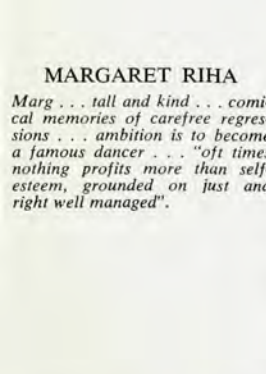 MARGARET RIHA
Marg . . . tall and kind . . . comi-
cal memories of carefree regres-
sions . . . ambition is to become
a famous dancer . . . "oft times
nothing profits more than self-
esteem, grounded on just and
right well managed".